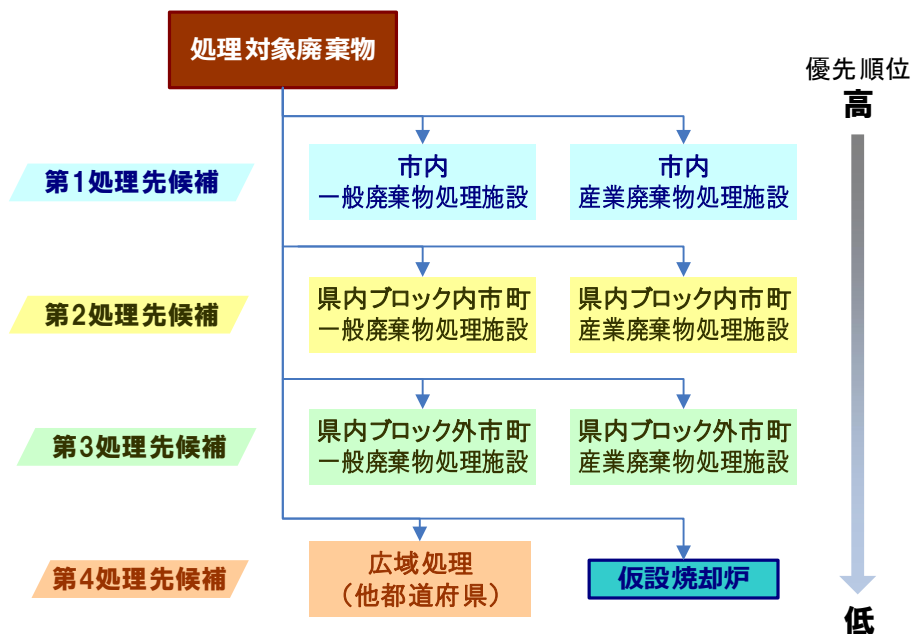 処理対象廃棄物
優先順位
高
第1処理先候補
市内
一般廃棄物処理施設
市内
産業廃棄物処理施設
第2処理先候補
県内ブロック内市町
一般廃棄物処理施設
県内ブロック内市町
産業廃棄物処理施設
第3処理先候補
県内ブロック外市町
一般廃棄物処理施設
県内ブロック外市町
産業廃棄物処理施設
第4処理先候補
広域処理
（他都道府県）
仮設焼却炉
低